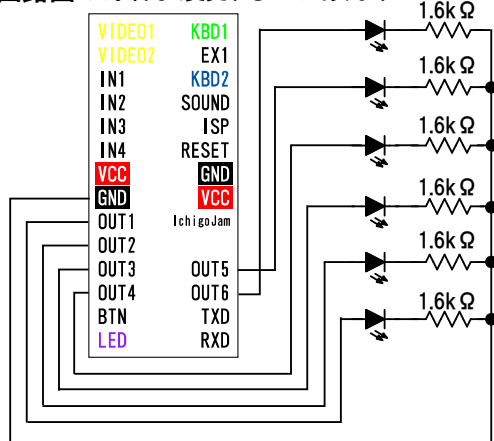 1.6kΩ
VIDEO1 KBD1
VIDEO2 EX1
IN1 KBD2
IN2 SOUND
IN3 ISP
IN4 RESET
VCC GND
GND VCC
OUT1 IchigoJam
OUT2
OUT3 OUT5
OUT4 OUT6
BTN TXD
LED RXD
1.6kΩ
1.6kΩ
1.6kΩ
1.6kΩ
1.6kΩ